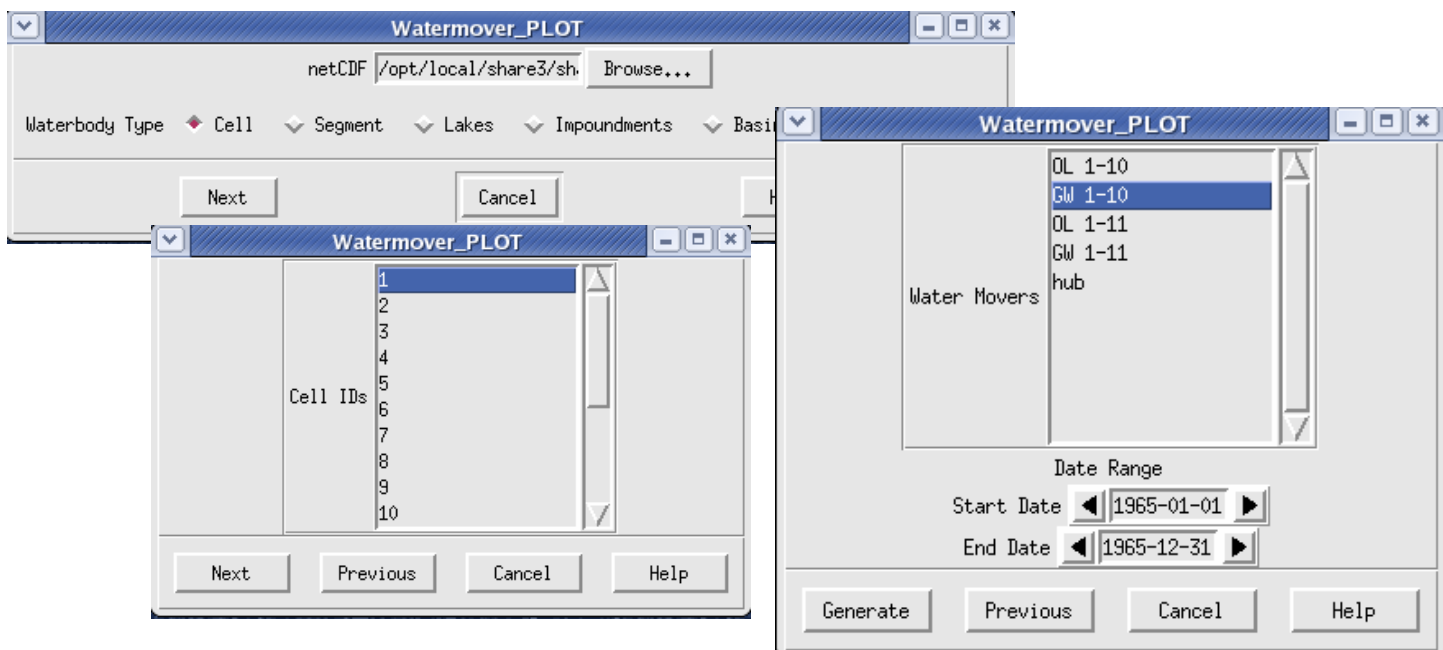 Watermover_PLOT
netCDF /opt/local/share3/sh. Browse...
Waterbody Type Cell Segment Lakes Impoundments
Next Cancel
Watermover_PLOT
Cell IDs
1
2
3
4
5
6
7
8
9
10
Next Previous Cancel Help
Watermover_PLOT
Water Movers
OL 1-10
GW 1-10
OL 1-11
GW 1-11
hub
Date Range
Start Date 1965-01-01
End Date 1965-12-31
Generate Previous Cancel Help